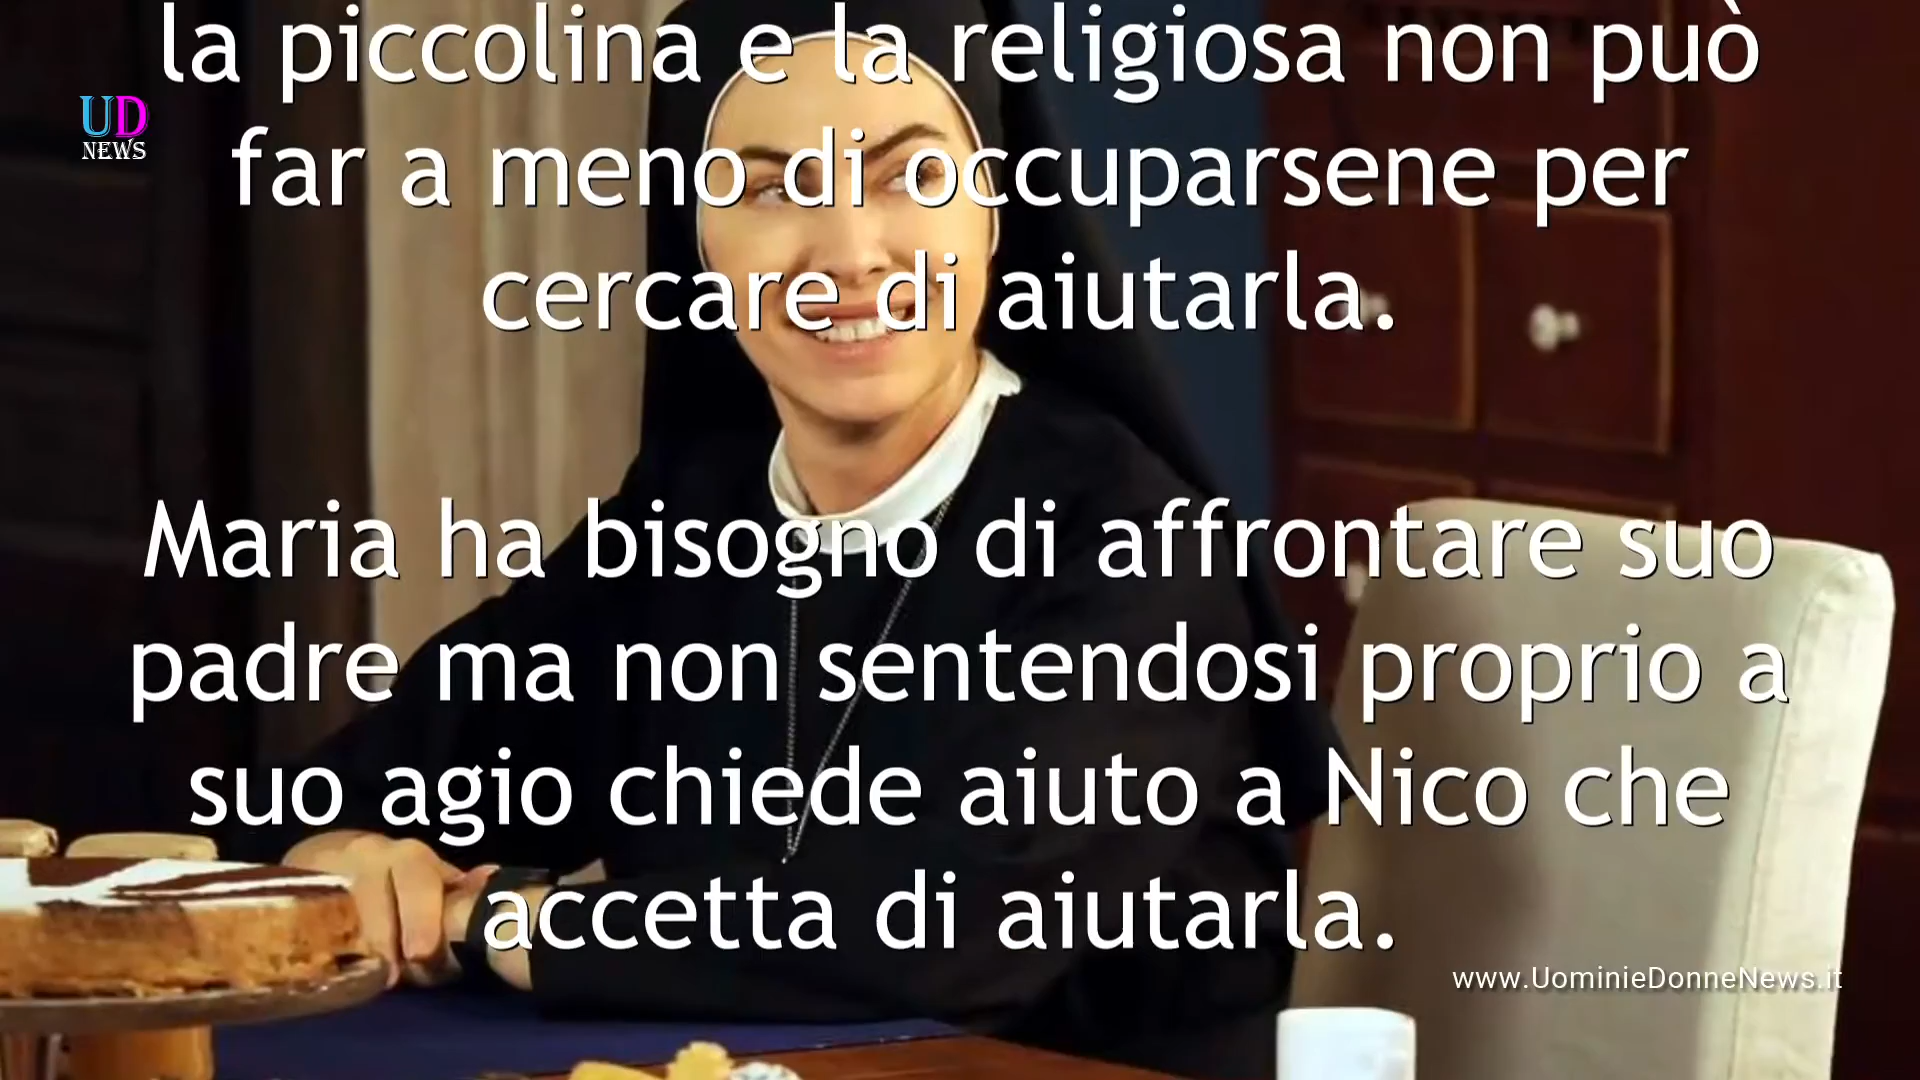 la piccolina e la religiosa non può
UD
NEWS
far a meno di occuparsene per
cercare di aiutarla.
Maria ha bisogno di affrontare suo
padre ma non sentendosi proprio a
suo agio chiede aiuto a Nico che
accetta di aiutarla.
www.UominieDonneNews.it